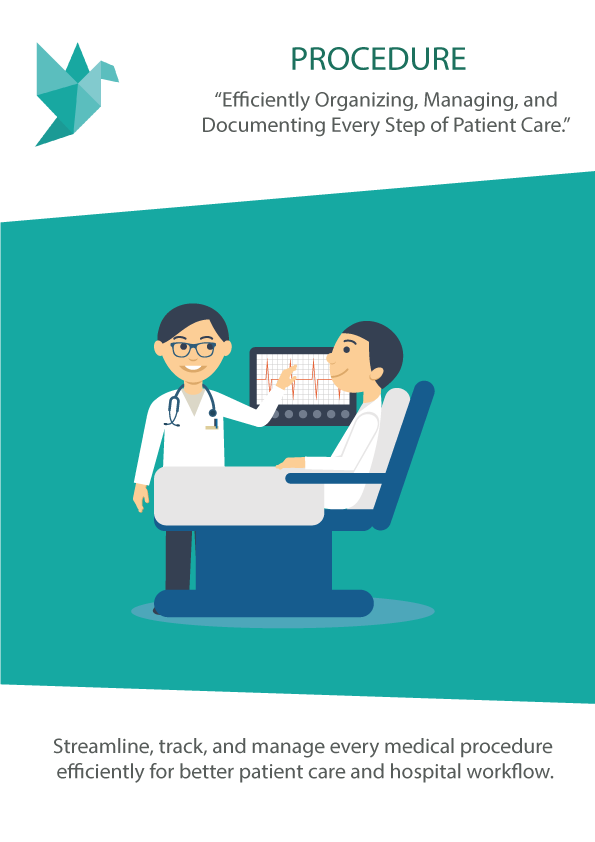 PROCEDURE
“Efficiently Organizing, Managing, and
Documenting Every Step of Patient Care.”
Streamline, track, and manage every medical procedure
efficiently for better patient care and hospital workflow.